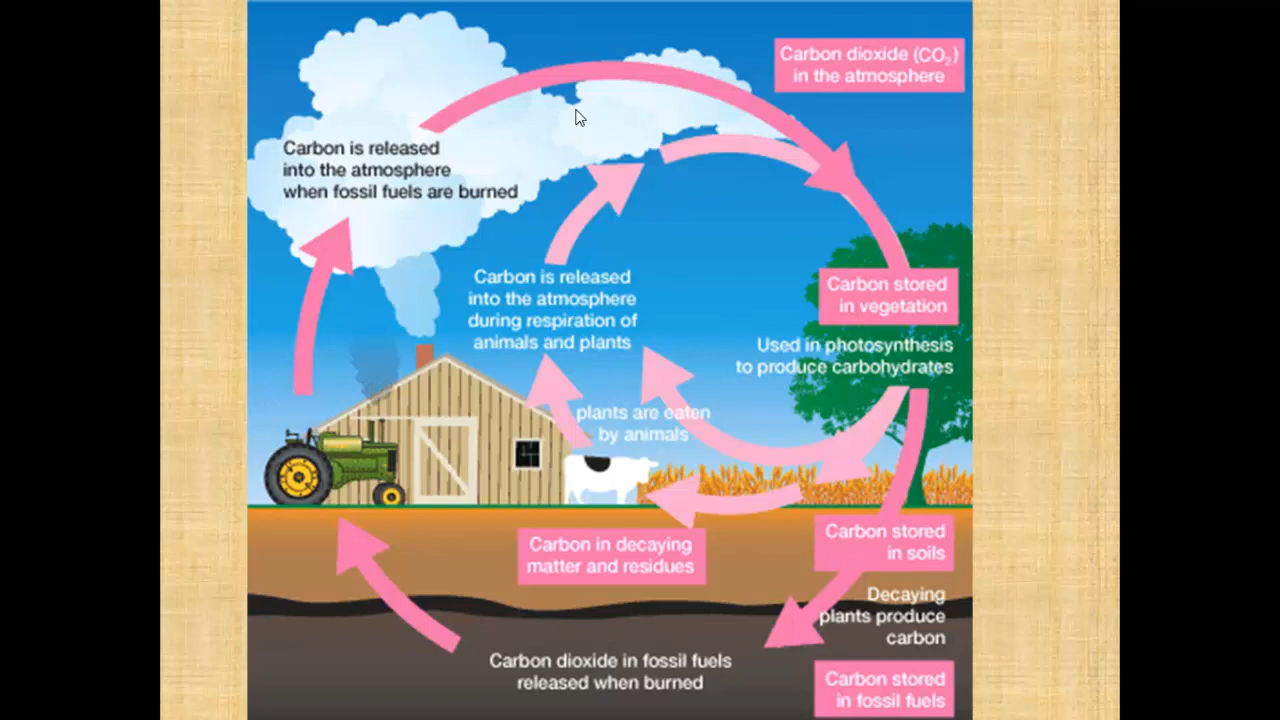 Carbon dioxide (CO₂)
in the atmosphere
Carbon is released
into the atmosphere
when fossil fuels are burned
Carbon is released
into the atmosphere
during respiration of
animals and plants
Carbon stored
in vegetation
Used in photosynthesis
to produce carbohydrates
plants are eaten
by animals
Carbon in decaying
matter and residues
Carbon stored
in soils
Decaying
plants produce
carbon
Carbon dioxide in fossil fuels
released when burned
Carbon stored
in fossil fuels